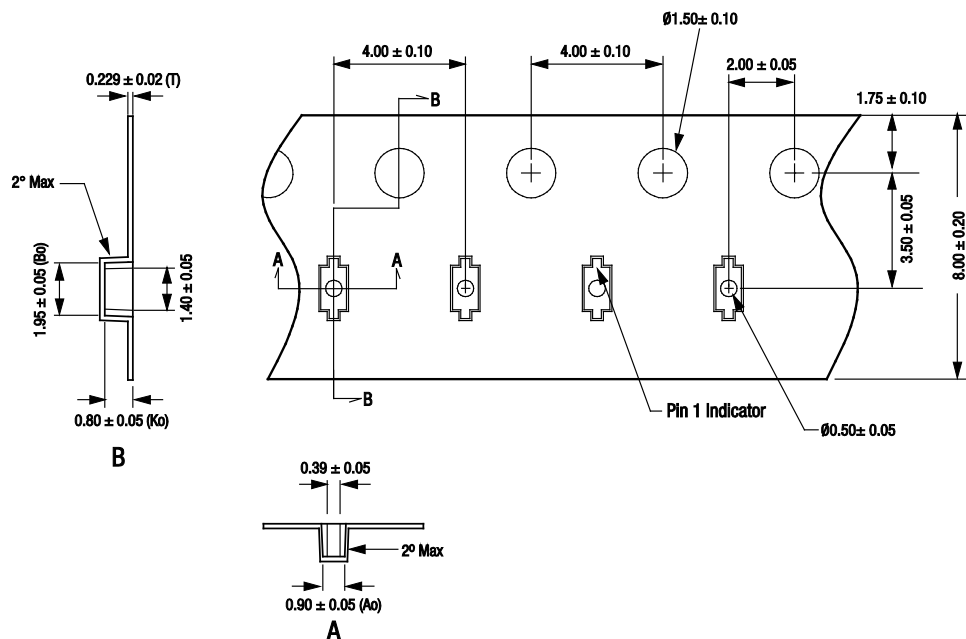 Ø1.50± 0.10
4.00 ± 0.10
4.00 ± 0.10
2.00 ± 0.05
0.229 ± 0.02 (T)
B
1.75 ± 0.10
2° Max
3.50 ± 0.05
8.00 ± 0.20
A
A
1.95 ± 0.05 (Bo)
1.40 ± 0.05
B
Pin 1 Indicator
0.80 ± 0.05 (Ko)
Ø0.50± 0.05
B
0.39 ± 0.05
2º Max
0.90 ± 0.05 (Ao)
A